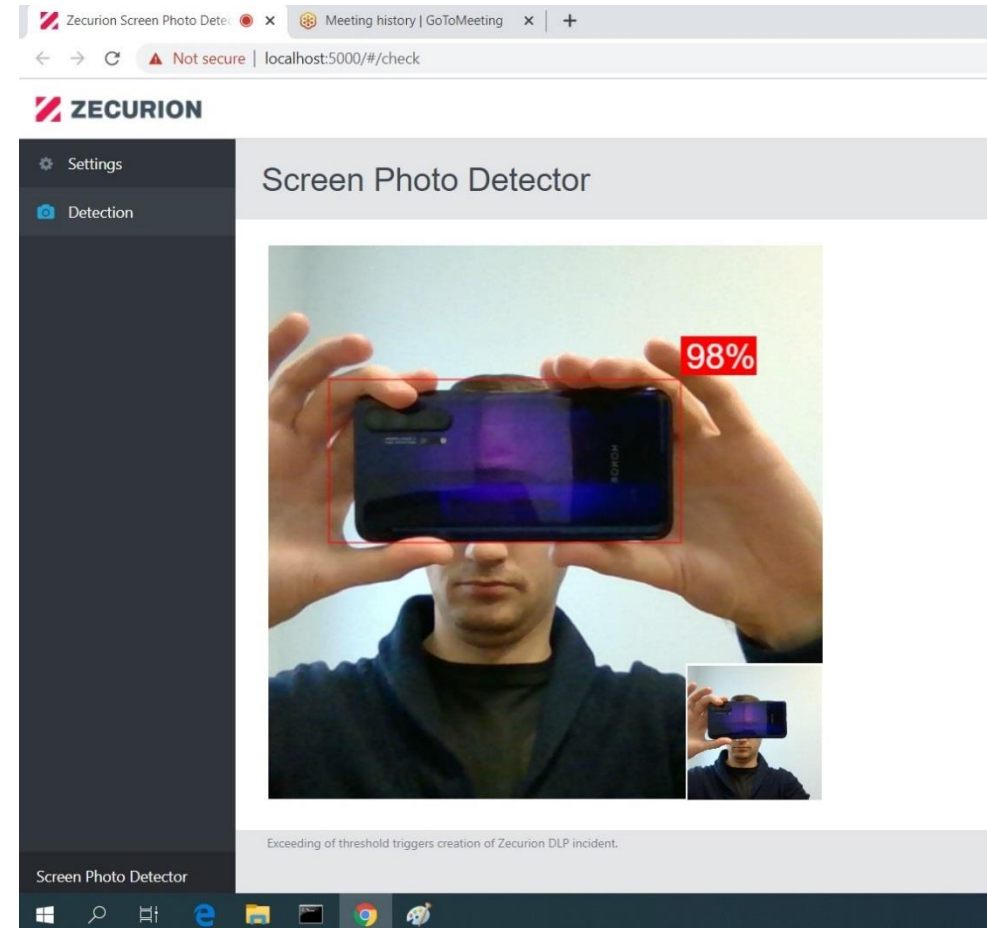 Zecurion Screen Photo Detec
Meeting history | GoToMeeting
Not secure | localhost:5000/#/check
ZECURION
Settings
Detection
Screen Photo Detector
98%
HONOR
Exceeding of threshold triggers creation of Zecurion DLP incident.
Screen Photo Detector